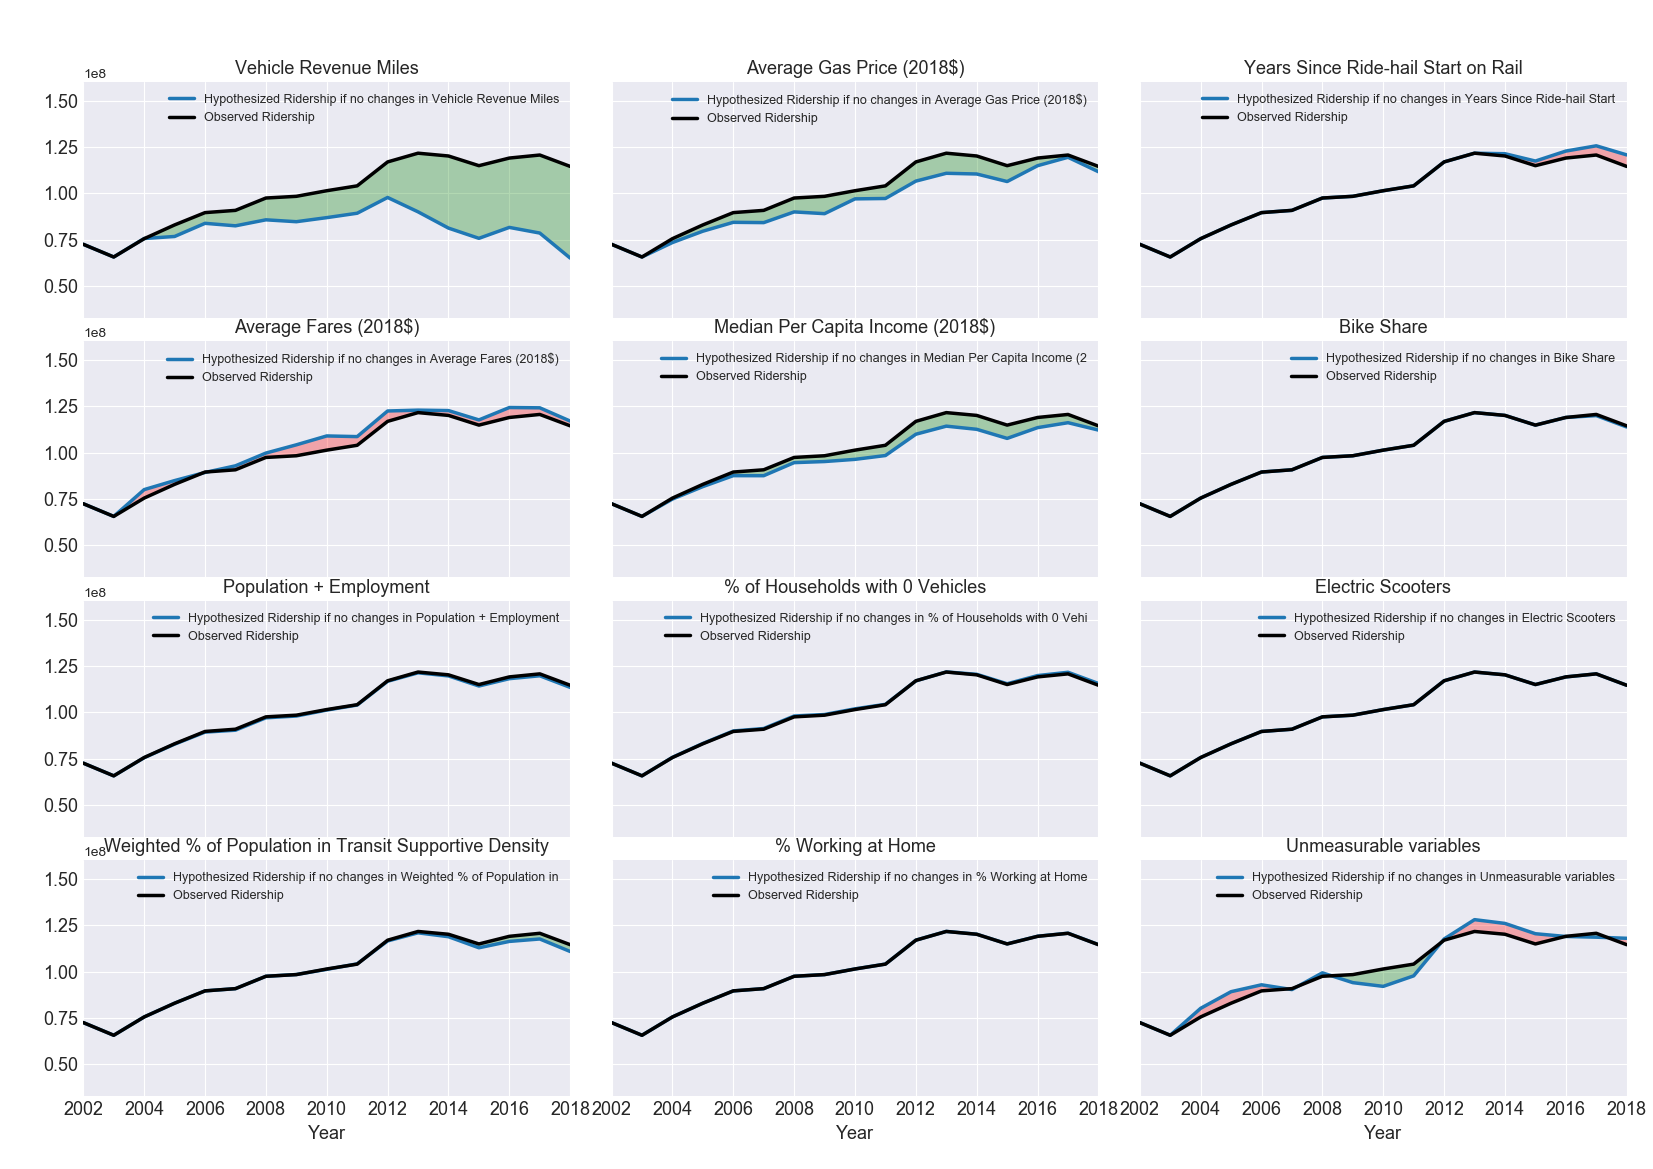 Vehicle Revenue Miles
1e8
Hypothesized Ridership if no changes in Vehicle Revenue Miles
Observed Ridership
1.50
1.25
1.00
0.75
0.50
Average Gas Price (2018$)
Hypothesized Ridership if no changes in Average Gas Price (2018$)
Observed Ridership
Years Since Ride-hail Start on Rail
Hypothesized Ridership if no changes in Years Since Ride-hail Start
Observed Ridership
Average Fares (2018$)
1e8
Hypothesized Ridership if no changes in Average Fares (2018$)
Observed Ridership
1.50
1.25
1.00
0.75
0.50
Median Per Capita Income (2018$)
Hypothesized Ridership if no changes in Median Per Capita Income (2
Observed Ridership
Bike Share
Hypothesized Ridership if no changes in Bike Share
Observed Ridership
Population + Employment
1e8
Hypothesized Ridership if no changes in Population + Employment
Observed Ridership
1.50
1.25
1.00
0.75
0.50
% of Households with 0 Vehicles
Hypothesized Ridership if no changes in % of Households with 0 Vehi
Observed Ridership
Electric Scooters
Hypothesized Ridership if no changes in Electric Scooters
Observed Ridership
Weighted % of Population in Transit Supportive Density
1e8
Hypothesized Ridership if no changes in Weighted % of Population in
Observed Ridership
1.50
1.25
1.00
0.75
0.50
2002 2004 2006 2008 2010 2012 2014 2016 2018
Year
% Working at Home
Hypothesized Ridership if no changes in % Working at Home
Observed Ridership
2002 2004 2006 2008 2010 2012 2014 2016 2018
Year
Unmeasurable variables
Hypothesized Ridership if no changes in Unmeasurable variables
Observed Ridership
2002 2004 2006 2008 2010 2012 2014 2016 2018
Year